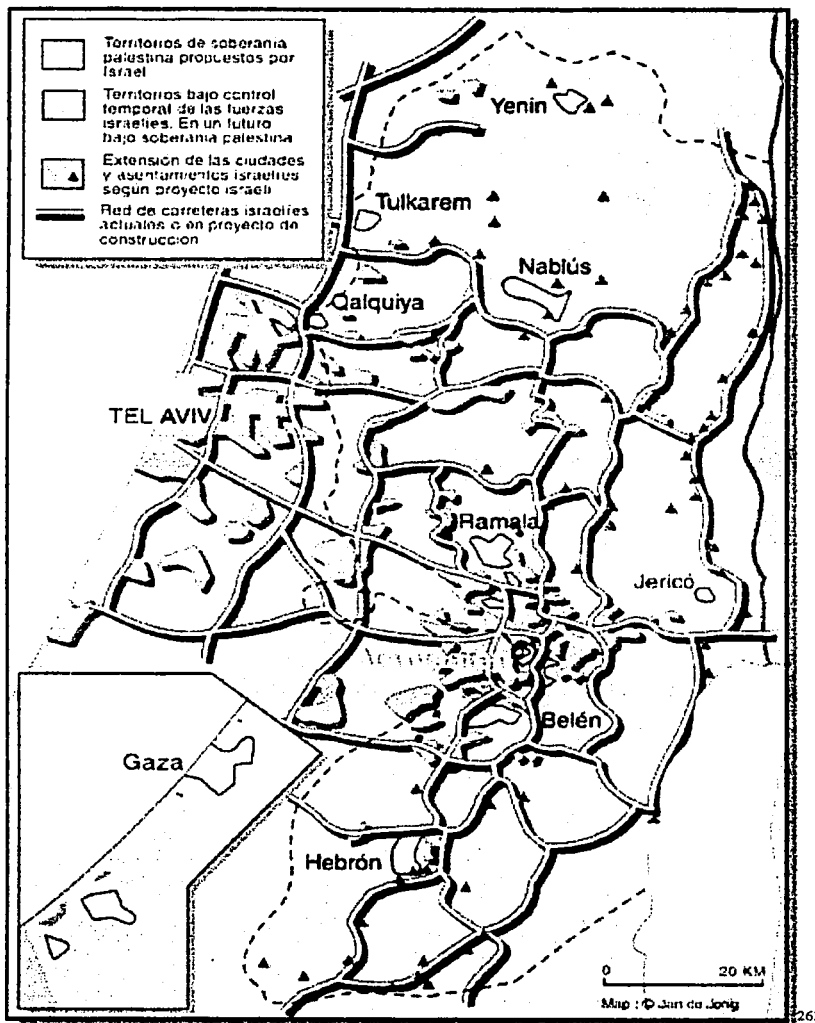 Territorios de soberanía
palestina propuestos por
Israel
Territorios bajo control
temporal de las fuerzas
israelíes. En un futuro
bajo soberanía palestina
Extensión de las ciudades
y asentamientos israelíes
según proyecto israelí
Red de carreteras israelíes
actuales o en proyecto de
construcción
Yenín
Tulkarem
Nablús
Qalquiya
TEL AVIV
Ramala
Jericó
Belén
Gaza
Hebrón
0 20 KM
Map : © Jan de Jong